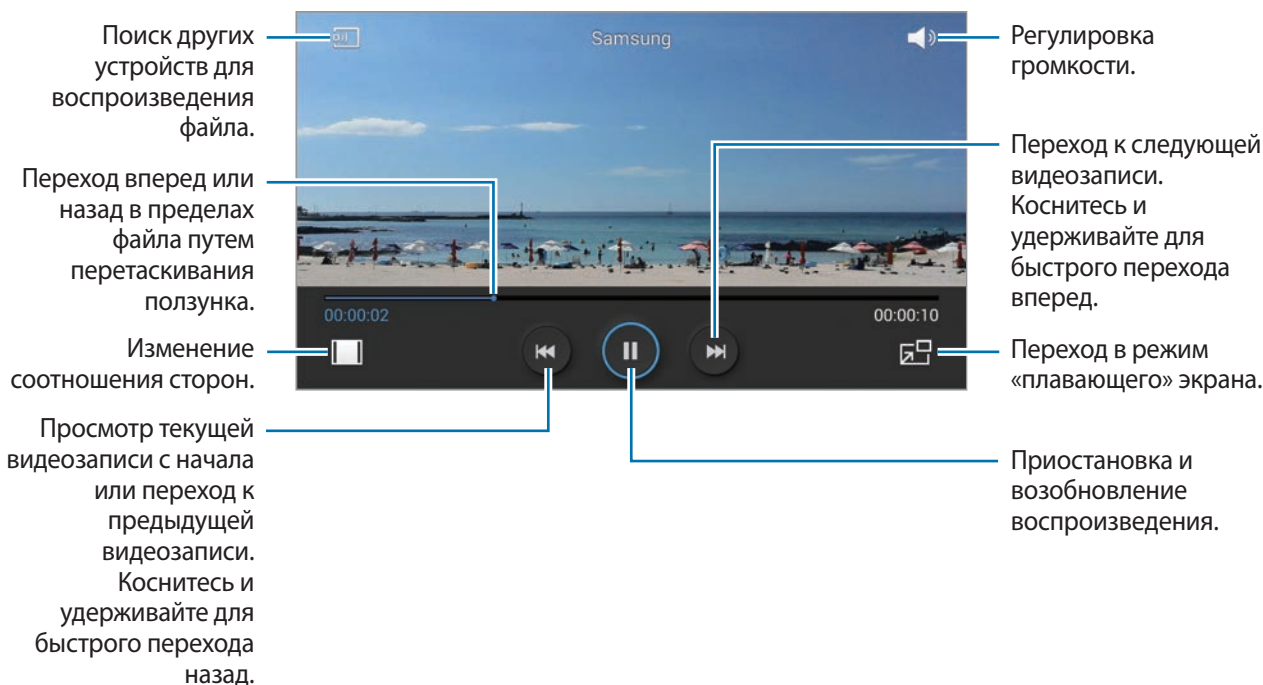 Поиск других
устройств для
воспроизведения
файла.
Переход вперед или
назад в пределах
файла путем
перетаскивания
ползунка.
Изменение
соотношения сторон.
Просмотр текущей
видеозаписи с начала
или переход к
предыдущей
видеозаписи.
Коснитесь и
удерживайте для
быстрого перехода
назад.
Samsung
00:00:02
00:00:10
Регулировка
громкости.
Переход к следующей
видеозаписи.
Коснитесь и
удерживайте для
быстрого перехода
вперед.
Переход в режим
«плавающего» экрана.
Приостановка и
возобновление
воспроизведения.